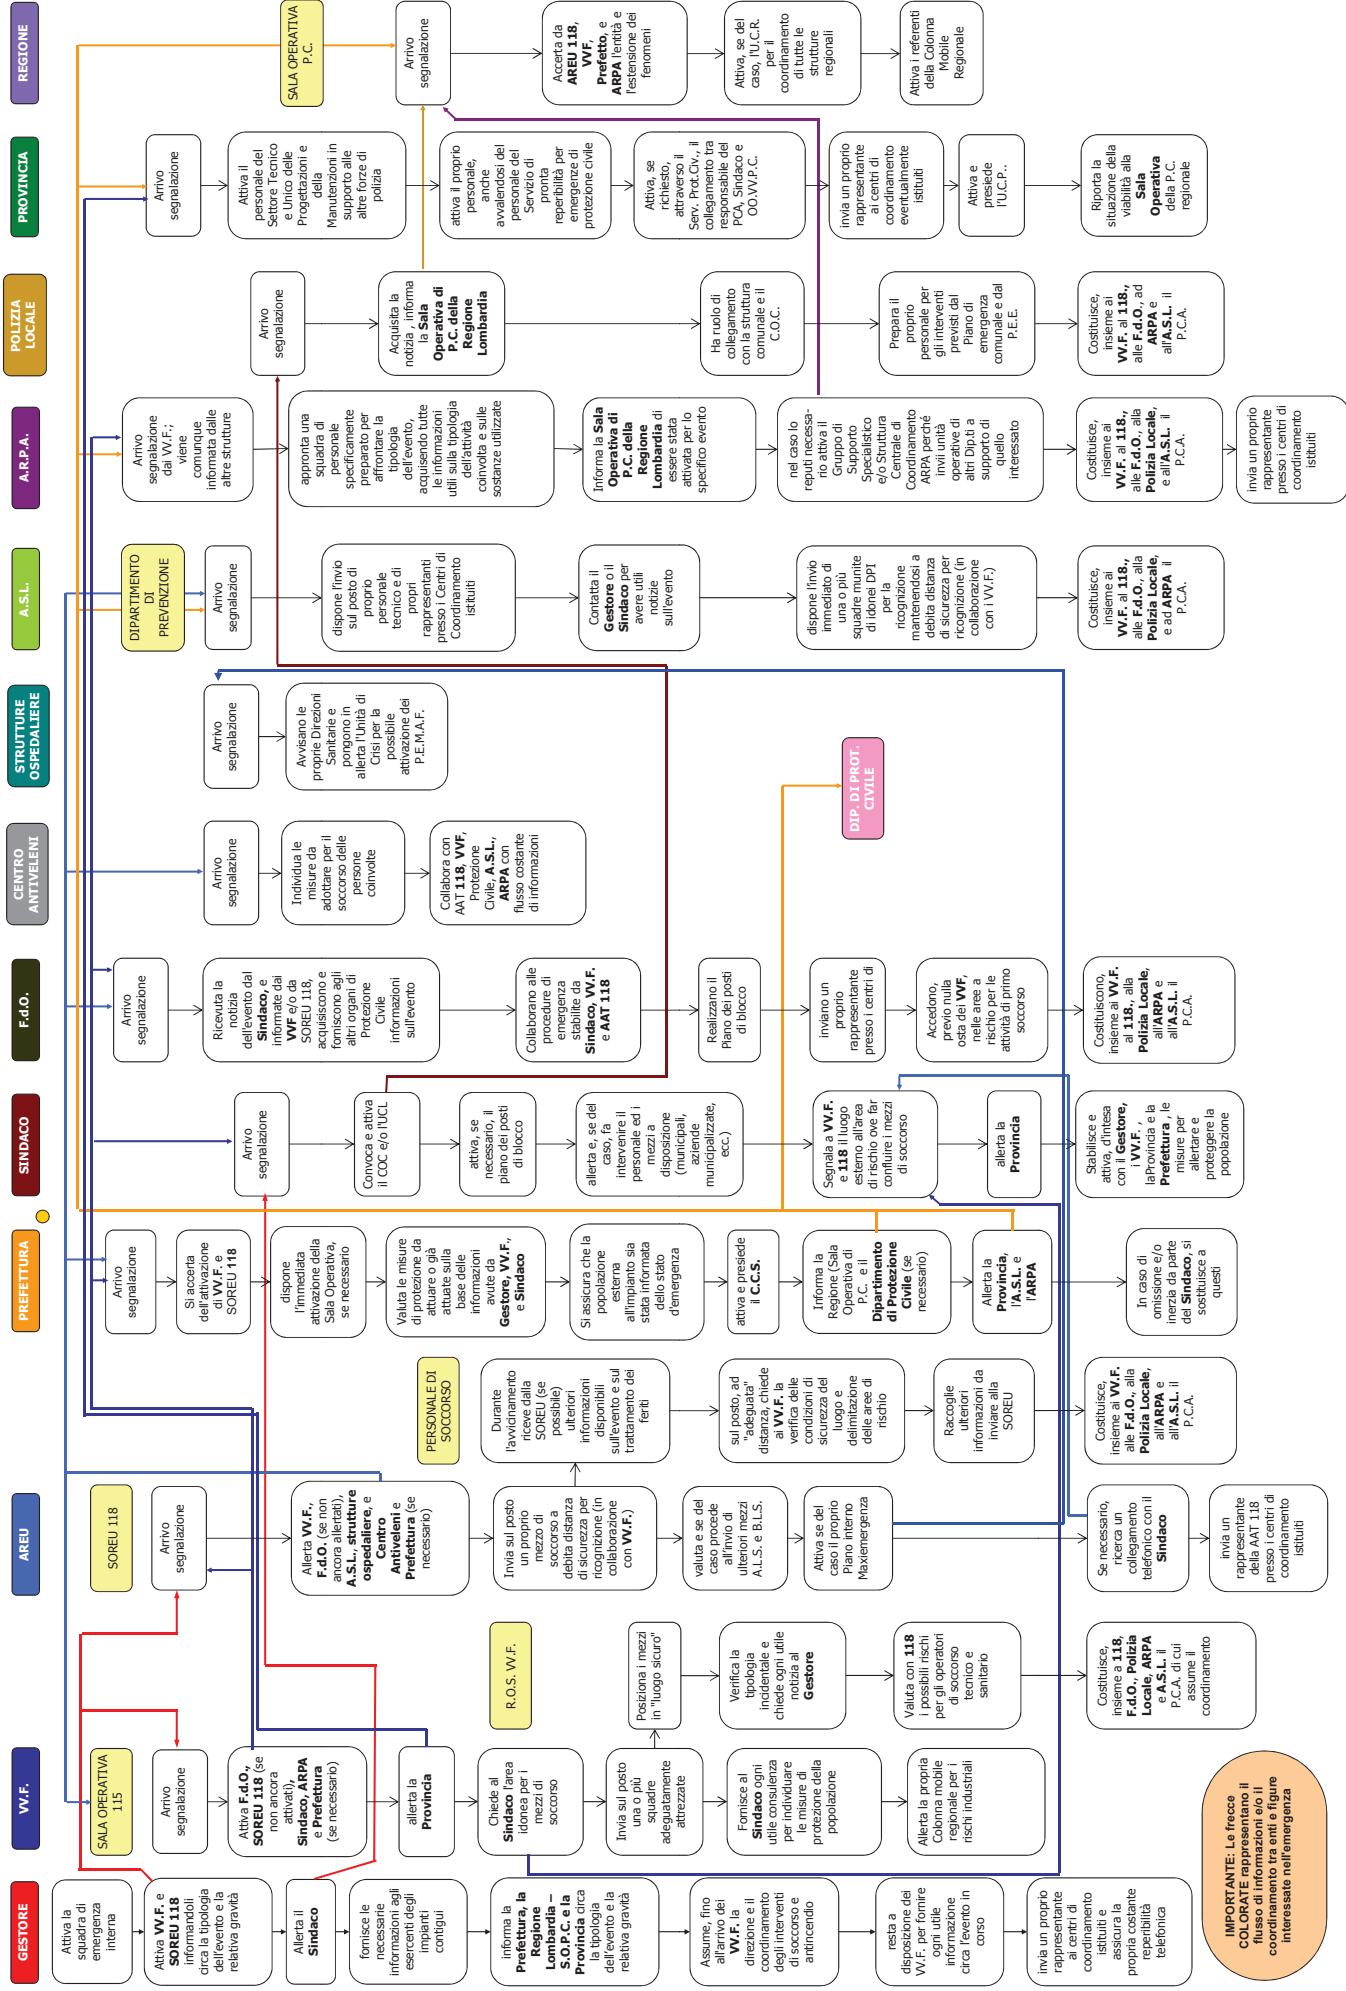 GESTORE
Attiva la
squadra di
emergenza
interna
Attiva VV.F. e
SOREU 118
informandoli
circa la tipologia
dell'evento e la
relativa gravità
Allerta il
Sindaco
fornisce le
necessarie
informazioni agli
esercenti degli
impianti
contigui
informa la
Prefettura, la
Regione
Lombardia –
S.O.P.C. e la
Provincia circa
la tipologia
dell'evento e la
relativa gravità
Assume, fino
all'arrivo dei
VV.F. la
direzione e il
coordinamento
degli interventi
di soccorso e
antincendio
resta a
disposizione dei
VV.F. per fornire
ogni utile
informazione
circa l'evento in
corso
invia un proprio
rappresentante
ai centri di
coordinamento
istituiti e
assicura la
propria costante
reperibilità
telefonica
VV.F.
SALA OPERATIVA
115
Arrivo
segnalazione
Attiva F.d.O.,
SOREU 118 (se
non ancora
attivati),
Sindaco, ARPA
e Prefettura
(se necessario)
allerta la
Provincia
Chiede al
Sindaco l'area
idonea per i
mezzi di
soccorso
Invia sul posto
una o più
squadre
adeguatamente
attrezzate
Fornisce al
Sindaco ogni
utile consulenza
per individuare
le misure di
protezione della
popolazione
Allerta la propria
Colonna mobile
regionale per i
rischi industriali
R.O.S. VV.F.
Posiziona i mezzi
in "luogo sicuro"
Verifica la
tipologia
incidentale e
chiede ogni utile
notizia al
Gestore
Valuta con 118
i possibili rischi
per gli operatori
di soccorso
tecnico e
sanitario
Costituisce,
insieme a 118,
F.d.O., Polizia
Locale, ARPA
e A.S.L. il
P.C.A. di cui
assume il
coordinamento
IMPORTANTE: Le frecce
COLORATE rappresentano il
flusso di informazioni e/o il
coordinamento tra enti e figure
interessate nell'emergenza
AREU
SOREU 118
Arrivo
segnalazione
Allerta VV.F.,
F.d.O. (se non
ancora allertati),
A.S.L., strutture
ospedaliere, e
Centro
Antiveleni e
Prefettura (se
necessario)
Invia sul posto
un proprio
mezzo di
soccorso a
debita distanza
di sicurezza per
ricognizione (in
collaborazione
con VV.F.)
valuta e se del
caso procede
all'invio di
ulteriori mezzi
A.L.S. e B.L.S.
Attiva se del
caso il proprio
Piano interno
Maxiemergenza
Se necessario,
ricerca un
collegamento
telefonico con il
Sindaco
invia un
rappresentante
della AAT 118
presso i centri di
coordinamento
istituiti
PERSONALE DI
SOCCORSO
Durante
l'avvicinamento
riceve dalla
SOREU (se
possibile)
ulteriori
informazioni
disponibili
sull'evento e sul
trattamento dei
feriti
sul posto, ad
"adeguata"
distanza, chiede
ai VV.F. la
verifica delle
condizioni di
sicurezza del
luogo e
delimitazione
delle aree di
rischio
Raccoglie
ulteriori
informazioni da
inviare alla
SOREU
Costituisce,
insieme ai VV.F.
alle F.d.O., alla
Polizia Locale,
all'ARPA e
all'A.S.L. il
P.C.A.
PREFETTURA
Arrivo
segnalazione
Si accerta
dell'attivazione
di VV.F. e
SOREU 118
dispone
l'immediata
attivazione della
Sala Operativa,
se necessario
Valuta le misure
di protezione da
attuare o già
attuate sulla
base delle
informazioni
avute da
Gestore, VV.F.,
e Sindaco
Si assicura che la
popolazione
esterna
all'impianto sia
stata informata
dello stato
d'emergenza
attiva e presiede
il C.C.S.
Informa la
Regione (Sala
Operativa di
P.C. e il
Dipartimento
di Protezione
Civile (se
necessario)
Allerta la
Provincia,
l'A.S.L. e
l'ARPA
In caso di
omissione e/o
inerzia da parte
del Sindaco, si
sostituisce a
questi
SINDACO
Arrivo
segnalazione
Convoca e attiva
il COC e/o l'UCL
attiva, se
necessario, il
piano dei posti
di blocco
allerta e, se del
caso, fa
intervenire il
personale ed i
mezzi a
disposizione
(municipali,
aziende
municipalizzate,
ecc.)
Segnala a VV.F.
e 118 il luogo
esterno all'area
di rischio ove far
confluire i mezzi
di soccorso
allerta la
Provincia
Stabilisce e
attiva, d'intesa
con il Gestore,
i VV.F. ,
laProvincia e la
Prefettura , le
misure per
allertare e
proteggere la
popolazione
F.d.O.
Arrivo
segnalazione
Ricevuta la
notizia
dell'evento dal
Sindaco, e
informate dai
VVF e/o da
SOREU 118,
acquisiscono e
forniscono agli
altri organi di
Protezione
Civile
informazioni
sull'evento
Collaborano alle
procedure di
emergenza
stabilite da
Sindaco, VV.F.
e AAT 118
Realizzano il
Piano dei posti
di blocco
inviano un
proprio
rappresentante
presso i centri di
Accedono,
previo nulla
osta dei VVF,
nelle aree a
rischio per le
attività di primo
soccorso
Costituiscono,
insieme ai VV.F.
al 118., alla
Polizia Locale,
all'ARPA e
all'A.S.L. il
P.C.A.
CENTRO
ANTIVELENI
Arrivo
segnalazione
Individua le
misure da
adottare per il
soccorso delle
persone
coinvolte
Collabora con
AAT 118, VVF,
Protezione
Civile, A.S.L.,
ARPA con
flusso costante
di informazioni
DIP. DI PROT.
CIVILE
STRUTTURE
OSPEDALIERE
Arrivo
segnalazione
Avvisano le
proprie Direzioni
Sanitarie e
pongono in
allerta l'Unità di
Crisi per la
possibile
attivazione dei
P.E.M.A.F.
A.S.L.
DIPARTIMENTO
DI
PREVENZIONE
Arrivo
segnalazione
dispone l'invio
sul posto di
proprio
personale
tecnico e di
propri
rappresentanti
presso i Centri di
Coordinamento
istituiti
Contatta il
Gestore o il
Sindaco per
avere utili
notizie
sull'evento
dispone l'invio
immediato di
una o più
squadre munite
di idonei DPI
per la
ricognizione
mantenendosi a
debita distanza
di sicurezza per
ricognizione (in
collaborazione
con i VV.F.)
Costituisce,
insieme ai
VV.F. al 118.,
alle F.d.O., alla
Polizia Locale,
e ad ARPA il
P.C.A.
A.R.P.A.
Arrivo
segnalazione
dai VV.F.;
viene
comunque
informata dalle
altre strutture
appronta una
squadra di
personale
specificamente
preparato per
affrontare la
tipologia
dell'evento,
acquisendo tutte
le informazioni
utili sulla tipologia
dell'attività
coinvolta e sulle
sostanze utilizzate
Informa la Sala
Operativa di
P.C. della
Regione
Lombardia di
essere stata
attivata per lo
specifico evento
nel caso lo
reputi necessa-
rio attiva il
Gruppo di
Supporto
Specialistico
e/o Struttura
Centrale di
Coordinamento
ARPA perché
invii unità
operative di
altri Dip.ti a
supporto di
quello
interessato
Costituisce,
insieme ai
VV.F. al 118.,
alle F.d.O., alla
Polizia Locale,
e all'A.S.L. il
P.C.A.
invia un proprio
rappresentante
presso i centri di
coordinamento
istituiti
POLIZIA
LOCALE
Arrivo
segnalazione
Acquisita la
notizia , informa
la Sala
Operativa di
P.C. della
Regione
Lombardia
Ha ruolo di
collegamento
con la struttura
comunale e il
C.O.C.
Prepara il
proprio
personale per
gli interventi
previsti dal
Piano di
emergenza
comunale e dal
P.E.E.
Costituisce,
insieme ai
VV.F. al 118.,
alle F.d.O., ad
ARPA e
all'A.S.L. il
P.C.A.
PROVINCIA
Arrivo
segnalazione
Attiva il
personale del
Settore Tecnico
e Unico delle
Progettazioni e
della
Manutenzioni in
supporto alle
altre forze di
polizia
attiva il proprio
personale,
anche
avvalendosi del
personale del
Servizio di
pronta
reperibilità per
emergenze di
protezione civile
Attiva, se
richiesto,
attraverso il
Serv. Prot.Civ., il
collegamento tra
responsabile del
PCA, Sindaco e
OO.VV.P.C.
invia un proprio
rappresentante
ai centri di
coordinamento
eventualmente
istituiti
Attiva e
presiede
l'U.C.P..
Riporta la
situazione della
viabilità alla
Sala
Operativa
della P.C.
regionale
REGIONE
SALA OPERATIVA
P.C.
Arrivo
segnalazione
Accerta da
AREU 118,
VVF,
Prefetto, e
ARPA l'entità e
l'estensione dei
fenomeni
Attiva, se del
caso, l'U.C.R.
per il
coordinamento
di tutte le
strutture
regionali
Attiva i referenti
della Colonna
Mobile
Regionale